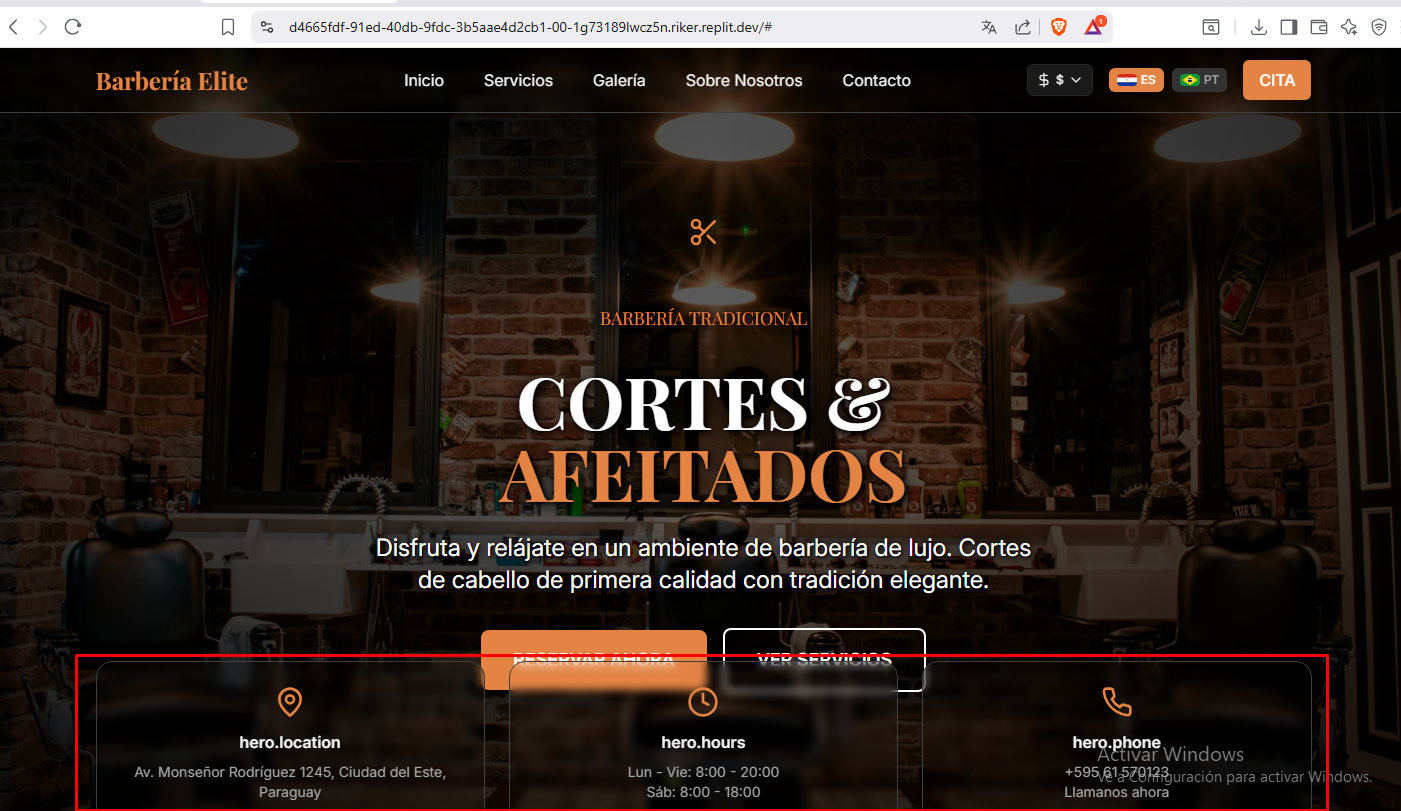 d4665fdf-91ed-40db-9fdc-3b5aae4d2cb1-00-1g73189lwcz5n.riker.replit.dev/#
1
Barbería Elite
Inicio
Servicios
Galería
Sobre Nosotros
Contacto
$ $
ES
PT
CITA
BARBERÍA TRADICIONAL
CORTES &
AFEITADOS
Disfruta y relájate en un ambiente de barbería de lujo. Cortes
de cabello de primera calidad con tradición elegante.
RESERVAR AHORA
VER SERVICIOS
hero.location
Av. Monseñor Rodríguez 1245, Ciudad del Este,
Paraguay
hero.hours
Lun - Vie: 8:00 - 20:00
Sáb: 8:00 - 18:00
hero.phone
+595 61 570123
Llamanos ahora
Activar Windows
Ve a Configuración para activar Windows.